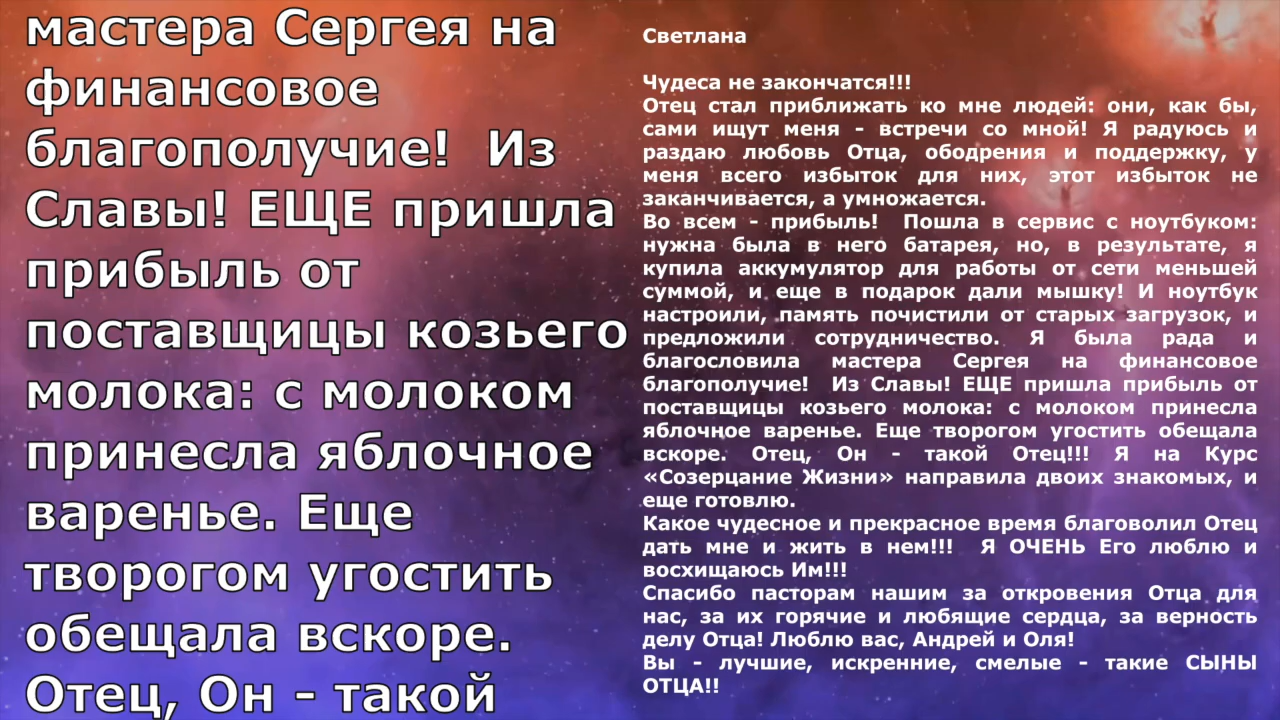 мастера Сергея на
финансовое
благополучие!  Из
Славы! ЕЩЕ пришла
прибыль от
поставщицы козьего
молока: с молоком
принесла яблочное
варенье. Еще
творогом угостить
обещала вскоре.
Отец, Он - такой
Светлана
Чудеса не закончатся!!!
Отец стал приближать ко мне людей: они, как бы,
сами ищут меня - встречи со мной! Я радуюсь и
раздаю любовь Отца, ободрения и поддержку, у
меня всего избыток для них, этот избыток не
заканчивается, а умножается.
Во всем - прибыль!  Пошла в сервис с ноутбуком:
нужна была в него батарея, но, в результате, я
купила аккумулятор для работы от сети меньшей
суммой, и еще в подарок дали мышку! И ноутбук
настроили, память почистили от старых загрузок, и
предложили сотрудничество. Я была рада и
благословила мастера Сергея на финансовое
благополучие!  Из Славы! ЕЩЕ пришла прибыль от
поставщицы козьего молока: с молоком принесла
яблочное варенье. Еще творогом угостить обещала
вскоре. Отец, Он - такой Отец!!! Я на Курс
«Созерцание Жизни» направила двоих знакомых, и
еще готовлю.
Какое чудесное и прекрасное время благоволил Отец
дать мне и жить в нем!!!  Я ОЧЕНЬ Его люблю и
восхищаюсь Им!!!
Спасибо пасторам нашим за откровения Отца для
нас, за их горячие и любящие сердца, за верность
делу Отца! Люблю вас, Андрей и Оля!
Вы - лучшие, искренние, смелые - такие СЫНЫ
ОТЦА!!